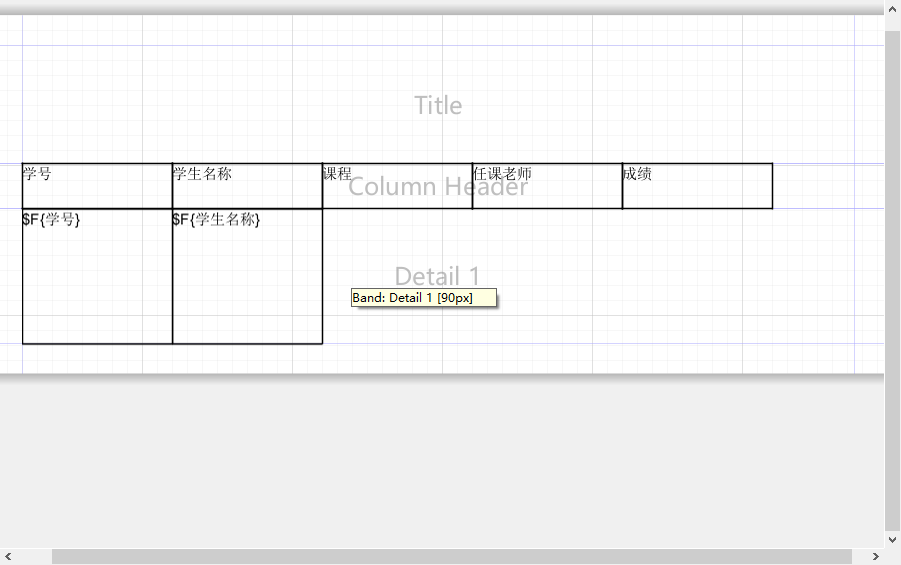 Title
学号 学生名称 课程 任课老师 成绩
Column Header
$F{学号} $F{学生名称}
Detail 1
Band: Detail 1 [90px]